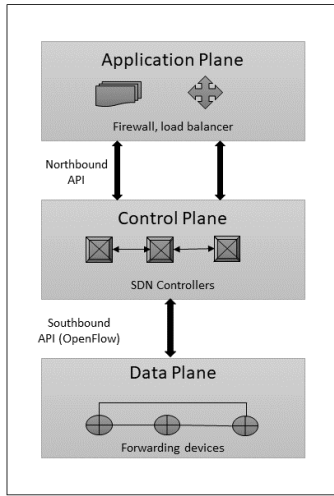 Application Plane
Firewall, load balancer
Northbound
API
Control Plane
SDN Controllers
Southbound
API (OpenFlow)
Data Plane
Forwarding devices